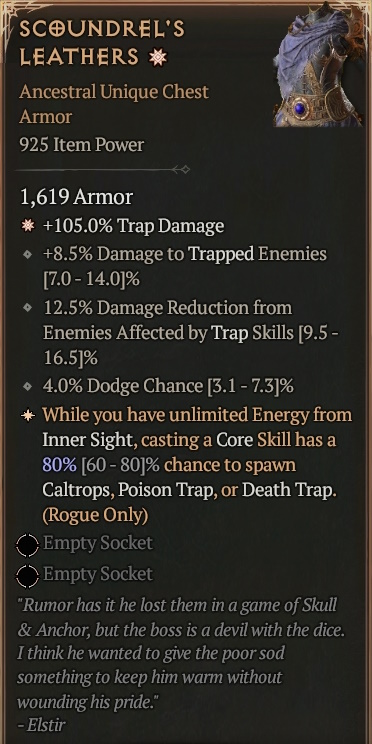 SCOUNDREL'S
LEATHERS
Ancestral Unique Chest
Armor
925 Item Power
1,619 Armor
+105.0% Trap Damage
+8.5% Damage to Trapped Enemies
[7.0 - 14.0]%
12.5% Damage Reduction from
Enemies Affected by Trap Skills [9.5 -
16.5]%
4.0% Dodge Chance [3.1 - 7.3]%
While you have unlimited Energy from
Inner Sight, casting a Core Skill has a
80% [60 - 80]% chance to spawn
Caltrops, Poison Trap, or Death Trap.
(Rogue Only)
Empty Socket
Empty Socket
"Rumor has it he lost them in a game of Skull
& Anchor, but the boss is a devil with the dice.
I think he wanted to give the poor sod
something to keep him warm without
wounding his pride."
- Elstir